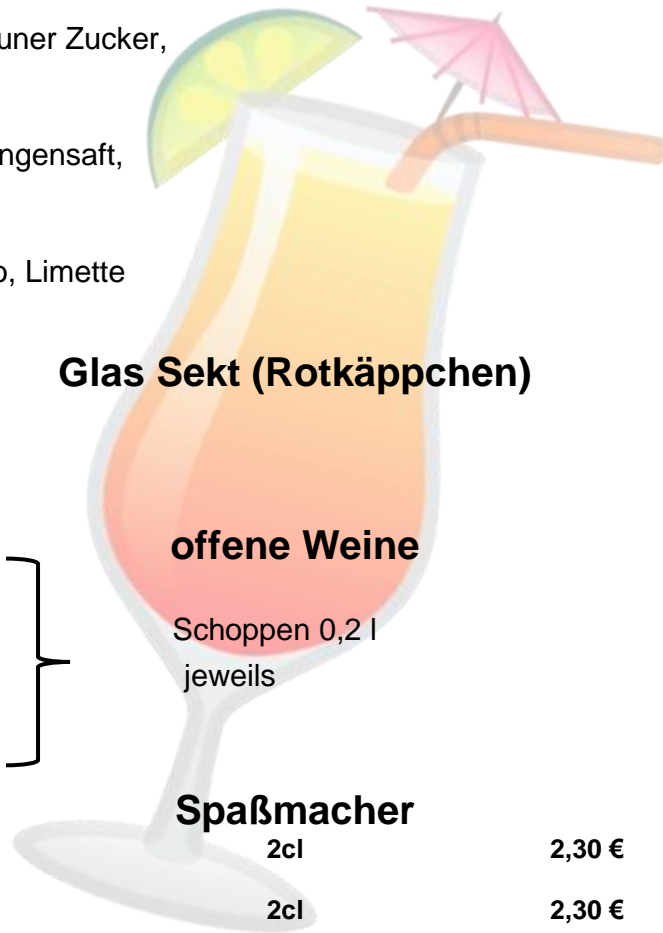 uner Zucker,
ngensaft,
, Limette
Glas Sekt (Rotkäppchen)
offene Weine
Schoppen 0,2 l
jeweils
Spaßmacher
2cl 2,30 €
2cl 2,30 €